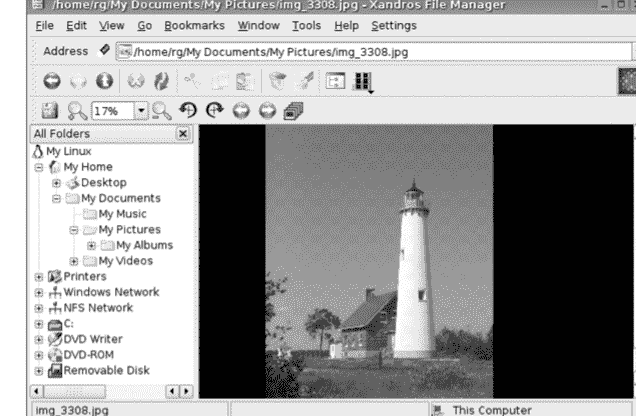 /home/rg/My Documents/My Pictures/img_3308.jpg - Xandros File Manager
File Edit View Go Bookmarks Window Tools Help Settings
Address /home/rg/My Documents/My Pictures/img_3308.jpg
17%
All Folders
My Linux
My Home
Desktop
My Documents
My Music
My Pictures
My Albums
My Videos
Printers
Windows Network
NFS Network
C:
DVD Writer
DVD-ROM
Removable Disk
img_3308.jpg This Computer